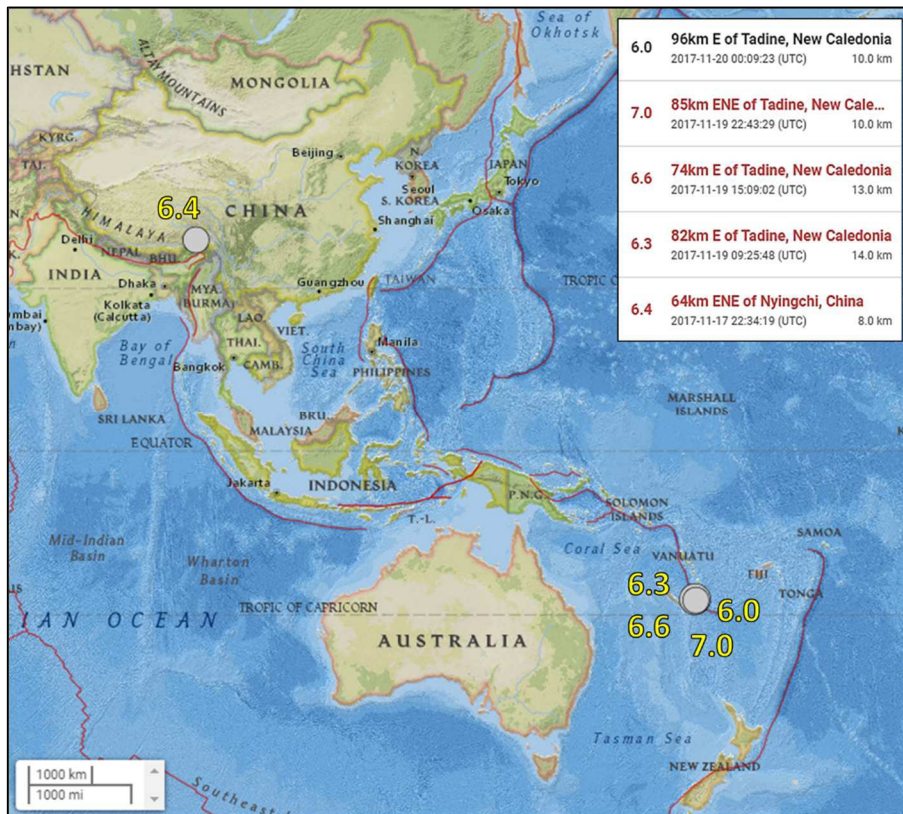 Sea of
Okhotsk
6.0 96km E of Tadine, New Caledonia
2017-11-20 00:09:23 (UTC) 10.0 km
7.0 85km ENE of Tadine, New Cale...
2017-11-19 22:43:29 (UTC) 10.0 km
6.6 74km E of Tadine, New Caledonia
2017-11-19 15:09:02 (UTC) 13.0 km
6.3 82km E of Tadine, New Caledonia
2017-11-19 09:25:48 (UTC) 14.0 km
6.4 64km ENE of Nyingchi, China
2017-11-17 22:34:19 (UTC) 8.0 km
HSTAN
ALTAY MOUNTAINS
MONGOLIA
KYRG.
TAJ.
Beijing
N.
KOREA
Seoul
S. KOREA
JAPAN
Tokyo
Osaka
6.4
CHINA
Shanghai
HIMALAYA
Delhi
NEPAL
BHU.
INDIA
Dhaka
Kolkata
(Calcutta)
MYA.
(BURMA)
Guangzhou
TAIWAN
TROPIC O
umbai
bay)
LAO.
VIET.
THAI.
Bay of
Bengal
Bangkok
CAMB.
South
China
Sea
Manila
PHILIPPINES
MARSHALL
ISLANDS
SRI LANKA
BRU.
MALAYSIA
EQUATOR
Jakarta
INDONESIA
P.N.G.
SOLOMON
ISLANDS
T.-L.
Mid-Indian
Basin
Wharton
Basin
Coral Sea
VANUATU
SAMOA
FIJI
TONGA
6.3
6.0
6.6
7.0
IAN OCEAN
TROPIC OF CAPRICORN
AUSTRALIA
Tasman Sea
NEW ZEALAND
1000 km
1000 mi
Southeast